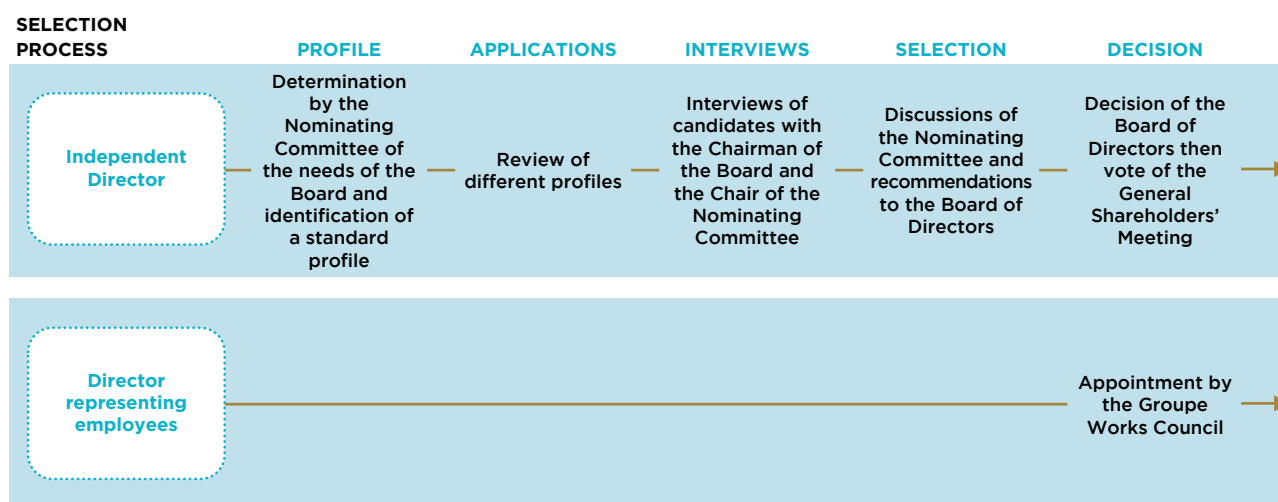 SELECTION
PROCESS
PROFILE
APPLICATIONS
INTERVIEWS
SELECTION
DECISION
Independent
Director
Determination
by the
Nominating
Committee of
the needs of the
Board and
identification of
a standard
profile
Review of
different profiles
Interviews of
candidates with
the Chairman of
the Board and
the Chair of the
Nominating
Committee
Discussions of
the Nominating
Committee and
recommendations
to the Board of
Directors
Decision of the
Board of
Directors then
vote of the
General
Shareholders’
Meeting
Director
representing
employees
Appointment by
the Groupe
Works Council